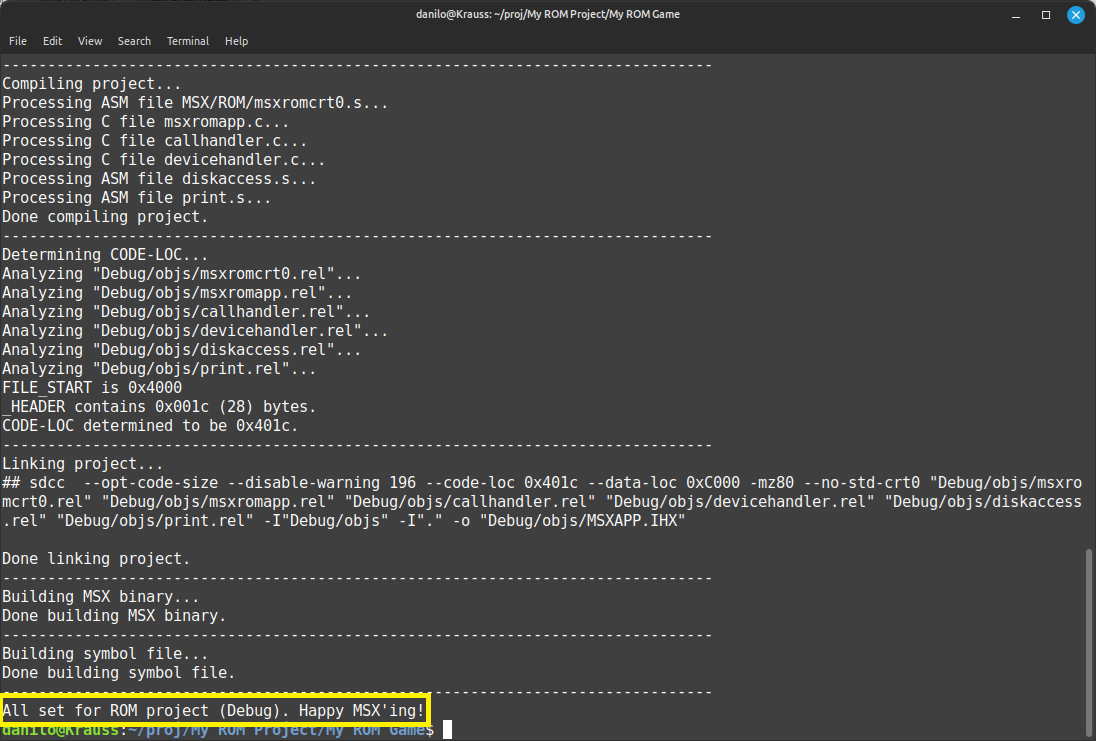 danilo@Krauss: ~/proj/My ROM Project/My ROM Game
File Edit View Search Terminal Help
-------------------------------------------------------------------------------
Compiling project...
Processing ASM file MSX/ROM/msxromcrt0.s...
Processing C file msxromapp.c...
Processing C file callhandler.c...
Processing C file devicehandler.c...
Processing ASM file diskaccess.s...
Processing ASM file print.s...
Done compiling project.
-------------------------------------------------------------------------------
Determining CODE-LOC...
Analyzing "Debug/objs/msxromcrt0.rel"...
Analyzing "Debug/objs/msxromapp.rel"...
Analyzing "Debug/objs/callhandler.rel"...
Analyzing "Debug/objs/devicehandler.rel"...
Analyzing "Debug/objs/diskaccess.rel"...
Analyzing "Debug/objs/print.rel"...
FILE_START is 0x4000
_HEADER contains 0x001c (28) bytes.
CODE-LOC determined to be 0x401c.
-------------------------------------------------------------------------------
Linking project...
## sdcc  --opt-code-size --disable-warning 196 --code-loc 0x401c --data-loc 0xC000 -mz80 --no-std-crt0 "Debug/objs/msxro
mcrt0.rel" "Debug/objs/msxromapp.rel" "Debug/objs/callhandler.rel" "Debug/objs/devicehandler.rel" "Debug/objs/diskaccess
.rel" "Debug/objs/print.rel" -I"Debug/objs" -I"." -o "Debug/objs/MSXAPP.IHX"
Done linking project.
-------------------------------------------------------------------------------
Building MSX binary...
Done building MSX binary.
-------------------------------------------------------------------------------
Building symbol file...
Done building symbol file.
-------------------------------------------------------------------------------
All set for ROM project (Debug). Happy MSX'ing!
danilo@Krauss:~/proj/My ROM Project/My ROM Game$